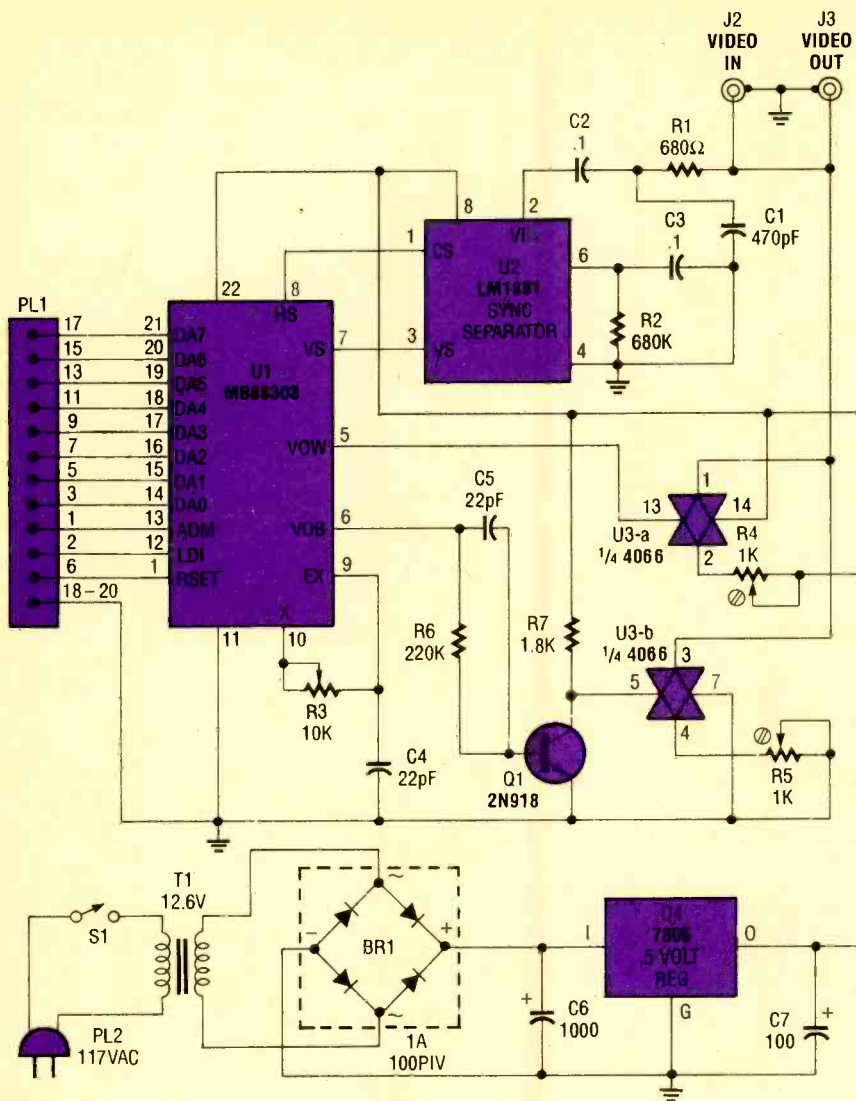 J2
VIDEO
IN
J3
VIDEO
OUT
C2
.1
R1
680Ω
8
2
C3
.1
C1
470pF
1
CS
6
U2
LM1881
SYNC
SEPARATOR
R2
680K
3
VS
4
22
8
HS
7
VS
PL1
U1
MB88303
17
21
DA7
15
20
DA6
13
19
DA5
11
18
DA4
9
17
DA3
7
16
DA2
5
15
DA1
3
14
DA0
1
13
ADM
2
12
LDI
6
1
RSET
18-20
VOW
5
VOB
6
EX
9
X
11
10
C5
22pF
R6
220K
R7
1.8K
R3
10K
C4
22pF
Q1
2N918
1
13
14
2
U3-a
1/4 4066
R4
1K
U3-b
1/4 4066
3
5
7
4
R5
1K
T1
12.6V
S1
PL2
117VAC
~
−
+
BR1
~
1A
100PIV
I
U4
7805
5 VOLT
REG
O
G
+
C6
1000
C7
100
+